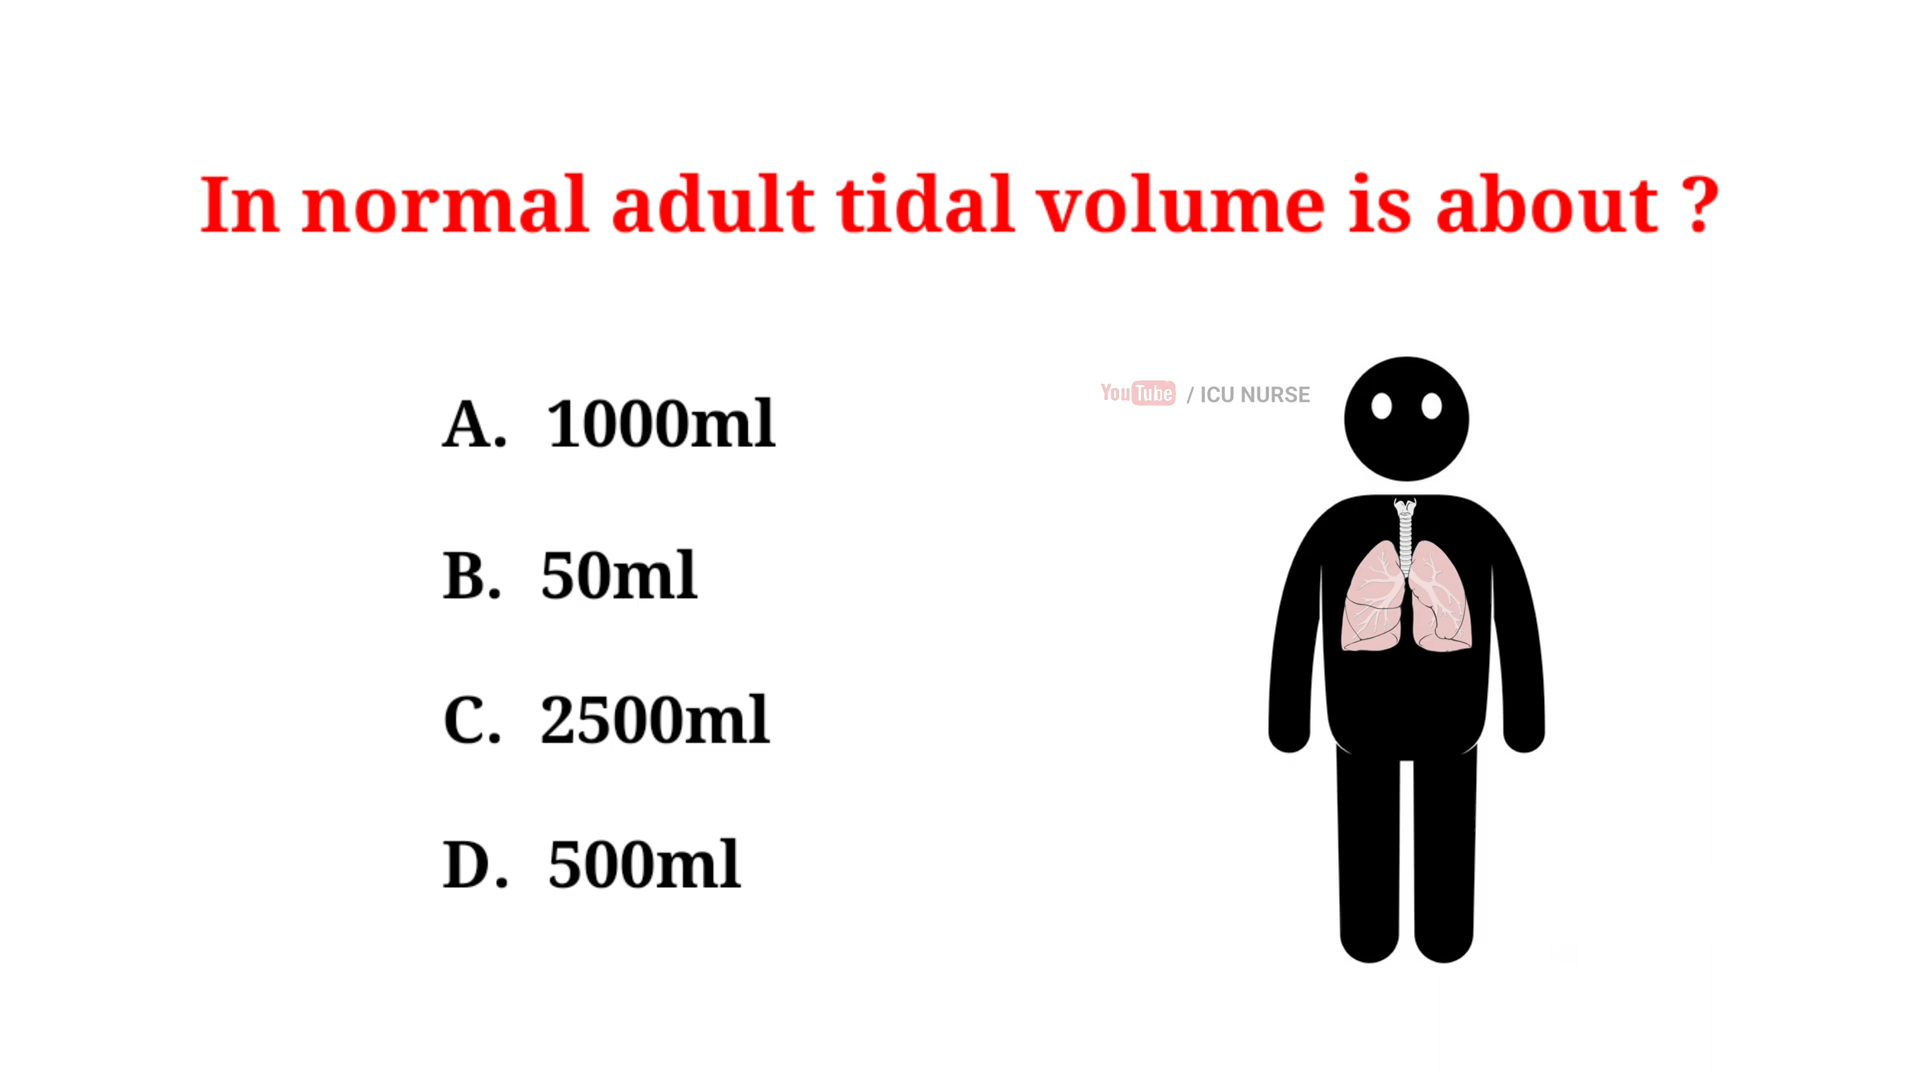 In normal adult tidal volume is about ?
A. 1000ml
YouTube / ICU NURSE
B. 50ml
C. 2500ml
D. 500ml